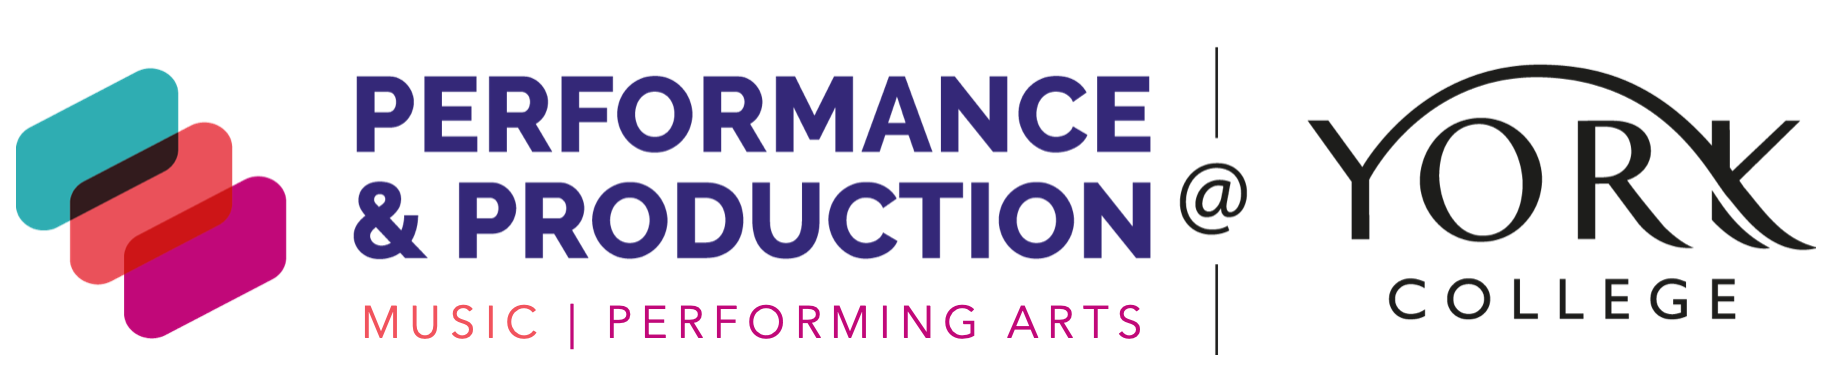 PERFORMANCE
& PRODUCTION
MUSIC | PERFORMING ARTS
@
YORK
COLLEGE